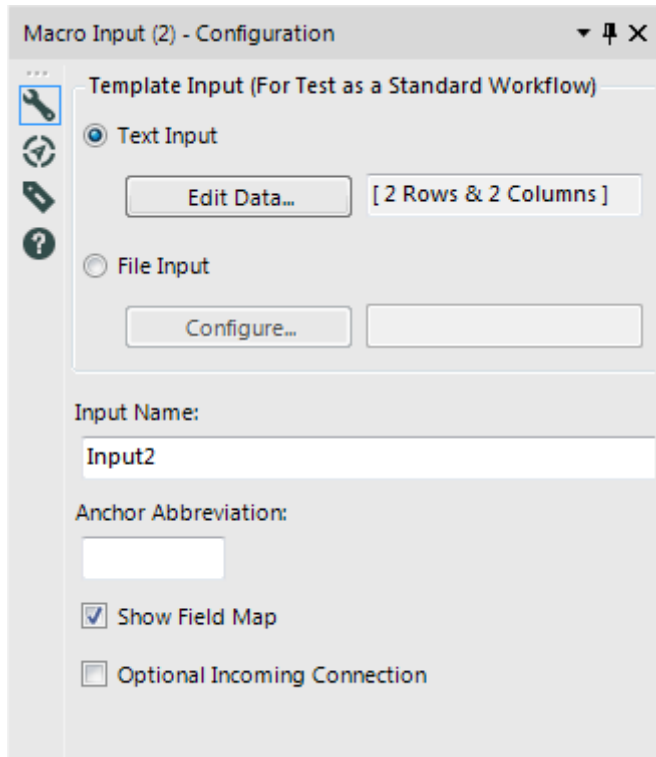 Macro Input (2) - Configuration
Template Input (For Test as a Standard Workflow)
Text Input
Edit Data...
[ 2 Rows & 2 Columns ]
File Input
Configure...
Input Name:
Input2
Anchor Abbreviation:
Show Field Map
Optional Incoming Connection